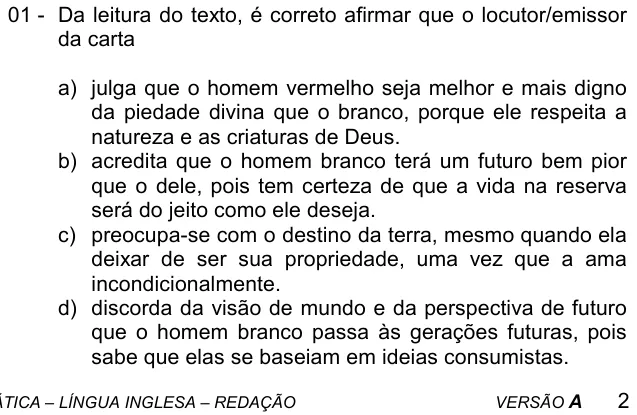 01 - Da leitura do texto, é correto afirmar que o locutor/emissor
da carta
a) julga que o homem vermelho seja melhor e mais digno
da piedade divina que o branco, porque ele respeita a
natureza e as criaturas de Deus.
b) acredita que o homem branco terá um futuro bem pior
que o dele, pois tem certeza de que a vida na reserva
será do jeito como ele deseja.
c) preocupa-se com o destino da terra, mesmo quando ela
deixar de ser sua propriedade, uma vez que a ama
incondicionalmente.
d) discorda da visão de mundo e da perspectiva de futuro
que o homem branco passa às gerações futuras, pois
sabe que elas se baseiam em ideias consumistas.
ÁTICA – LÍNGUA INGLESA – REDAÇÃO VERSÃO A 2